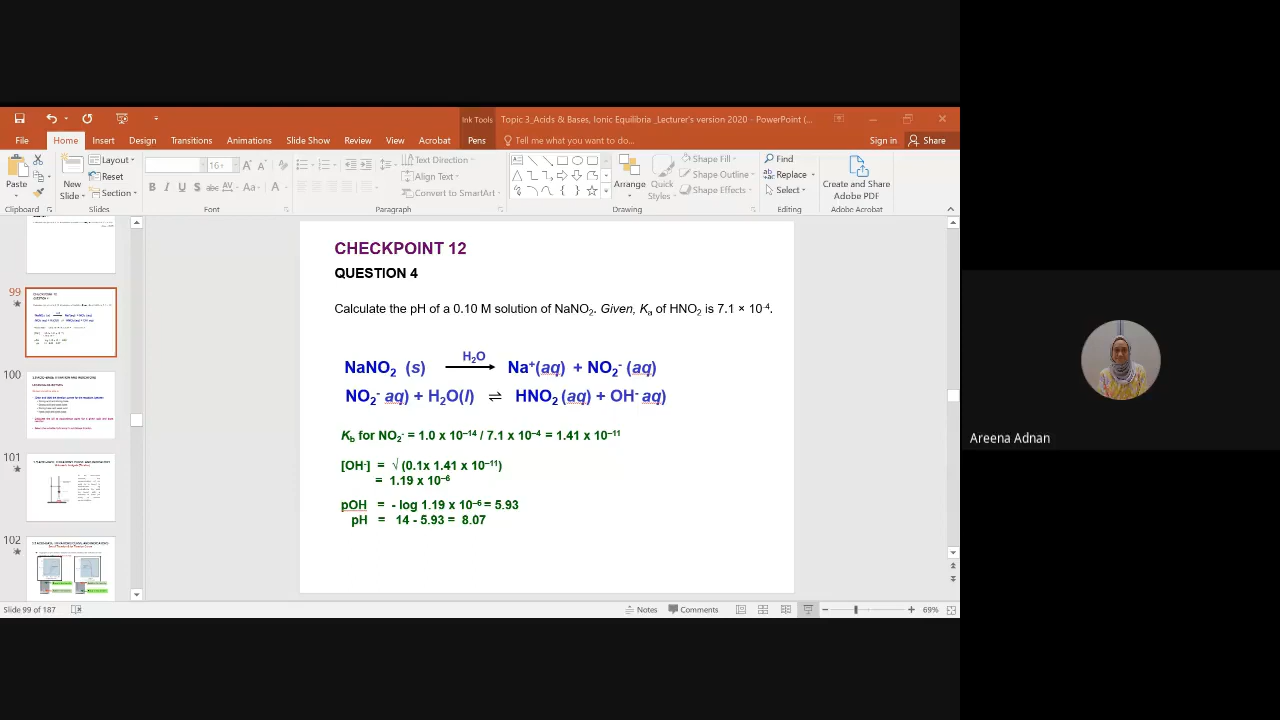 Ink Tools
Topic 3_Acids & Bases, Ionic Equilibria _Lecturer's version 2020 - PowerPoint (...
File Home Insert Design Transitions Animations Slide Show Review View Acrobat Pens Tell me what you want to do... Sign in Share
Paste
New Slide
Layout
Reset
Section
16+
B I U S abc AV Aa A
Text Direction
Align Text
Convert to SmartArt
Arrange
Quick Styles
Shape Fill
Shape Outline
Shape Effects
Find
Replace
Select
Create and Share Adobe PDF
Clipboard Slides Font Paragraph Drawing Editing Adobe Acrobat
99
100
101
102
CHECKPOINT 12
QUESTION 4
Calculate the pH of a 0.10 M solution of NaNO₂. Given, Kₐ of HNO₂ is 7.1 × 10⁻⁴.
H₂O
NaNO₂ (s) → Na⁺(aq) + NO₂⁻ (aq)
NO₂⁻ aq) + H₂O(l) ⇌ HNO₂ (aq) + OH⁻ aq)
K_b for NO₂⁻ = 1.0 x 10⁻¹⁴ / 7.1 x 10⁻⁴ = 1.41 x 10⁻¹¹
[OH⁻] = √ (0.1x 1.41 x 10⁻¹¹)
= 1.19 x 10⁻⁶
pOH = - log 1.19 x 10⁻⁶ = 5.93
pH = 14 - 5.93 = 8.07
Areena Adnan
Slide 99 of 187
Notes
Comments
69%